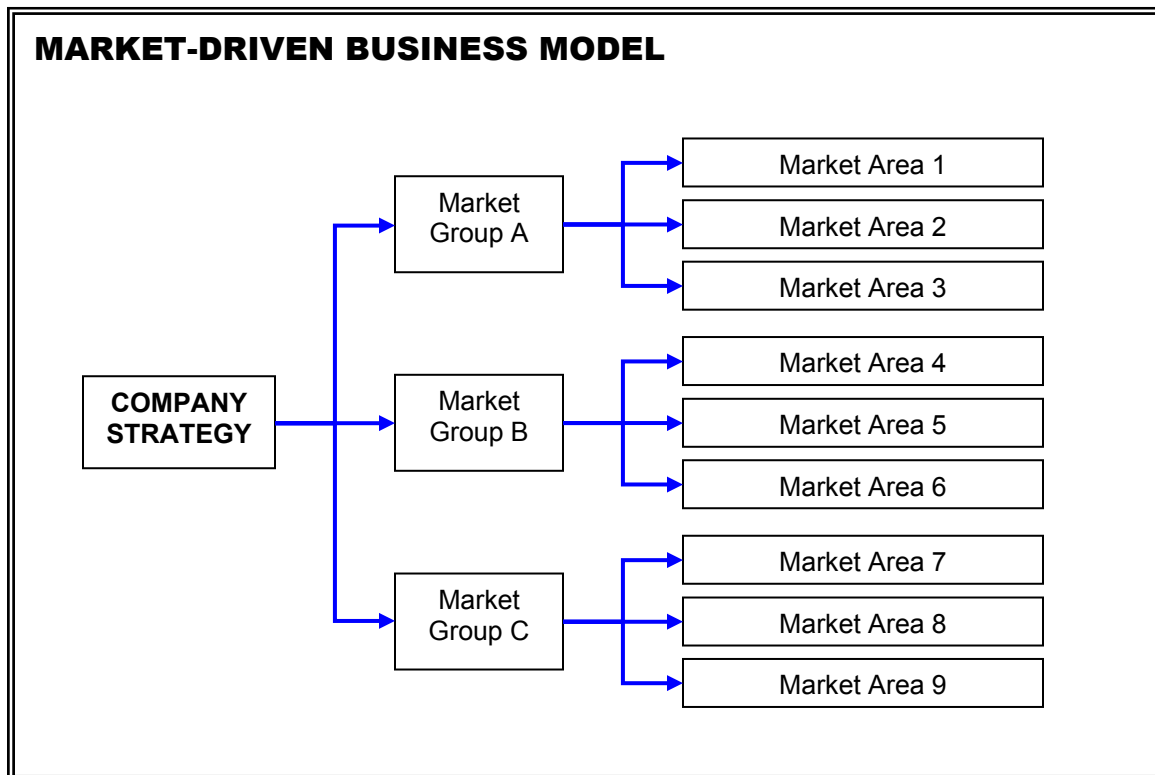 MARKET-DRIVEN BUSINESS MODEL
COMPANY
STRATEGY
Market
Group A
Market Area 1
Market Area 2
Market Area 3
Market
Group B
Market Area 4
Market Area 5
Market Area 6
Market
Group C
Market Area 7
Market Area 8
Market Area 9